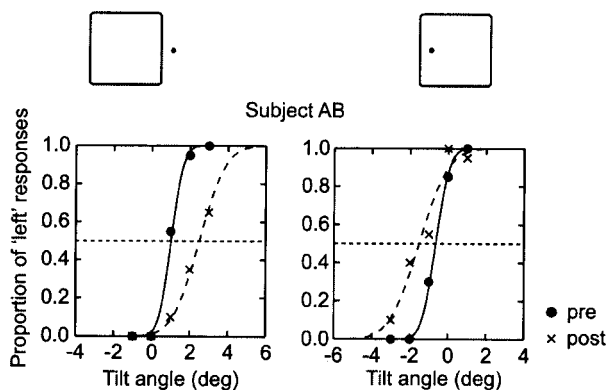 Subject AB
Proportion of 'left' responses
1.0
0.8
0.6
0.4
0.2
0.0
-4 -2 0 2 4 6
Tilt angle (deg)
1.0
0.8
0.6
0.4
0.2
0.0
-6 -4 -2 0 2 4
Tilt angle (deg)
pre
post